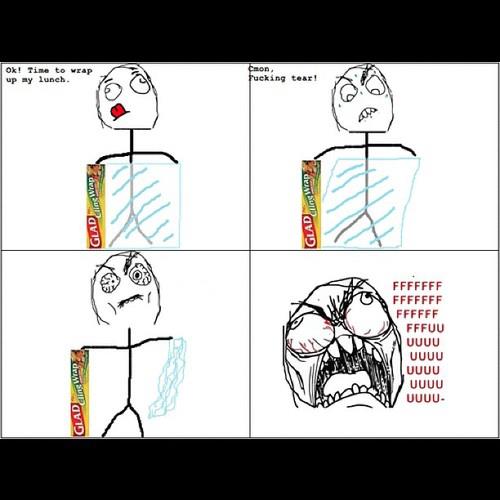 Ok! Time to wrap
up my lunch.
Cmon,
Fucking tear!
GLAD Cling Wrap
GLAD Cling Wrap
GLAD Cling Wrap
FFFFFFF
FFFFFFF
FFFFFF
FFFUU
UUUU
UUUU
UUUU
UUUU
UUUU-